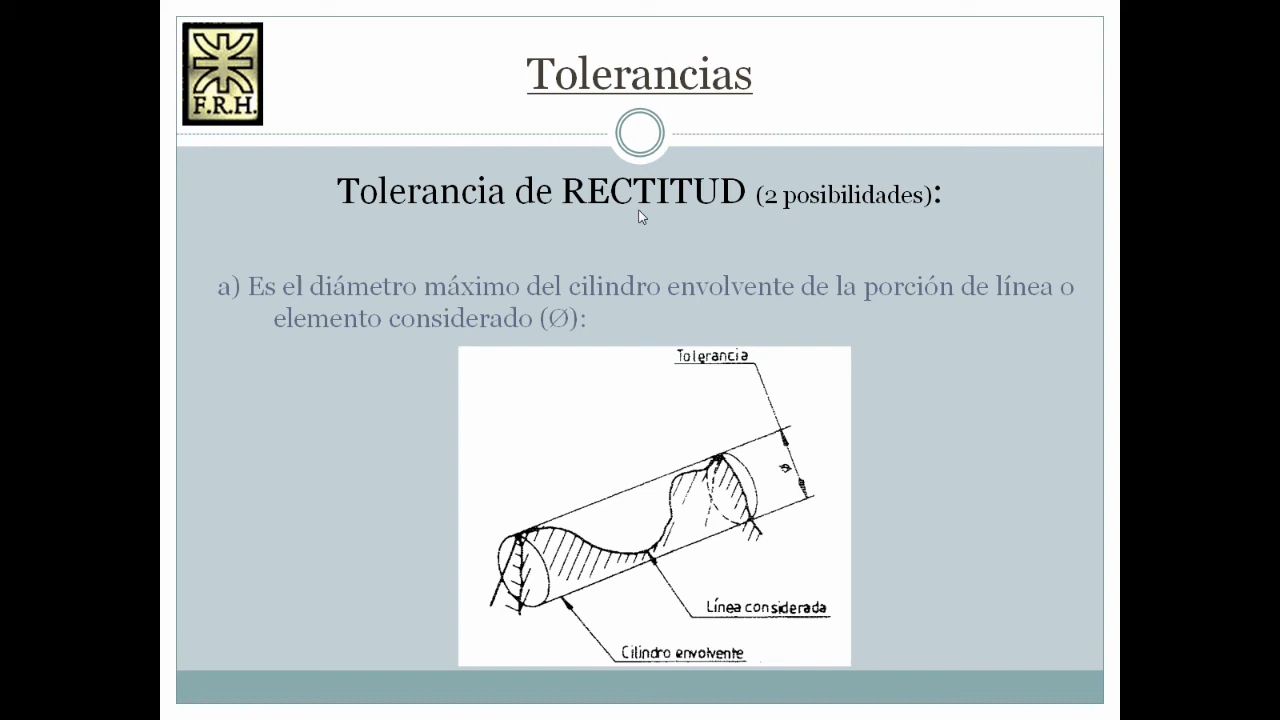 F.R.H.
Tolerancias
Tolerancia de RECTITUD (2 posibilidades):
a) Es el diámetro máximo del cilindro envolvente de la porción de línea o
elemento considerado (Ø):
Tolerancia
Ø
Línea considerada
Cilindro envolvente